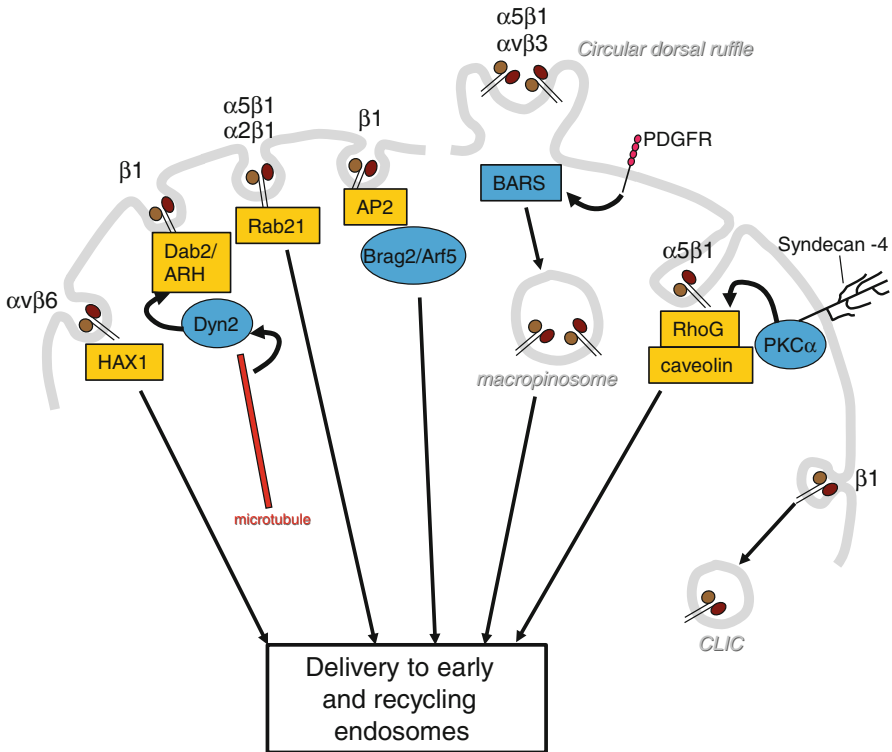 α5β1
αvβ3
Circular dorsal ruffle
α5β1
α2β1
β1
β1
PDGFR
BARS
AP2
Rab21
Dab2/
ARH
Brag2/Arf5
Syndecan -4
α5β1
αvβ6
Dyn2
HAX1
RhoG
PKCα
caveolin
macropinosome
β1
microtubule
CLIC
Delivery to early
and recycling
endosomes